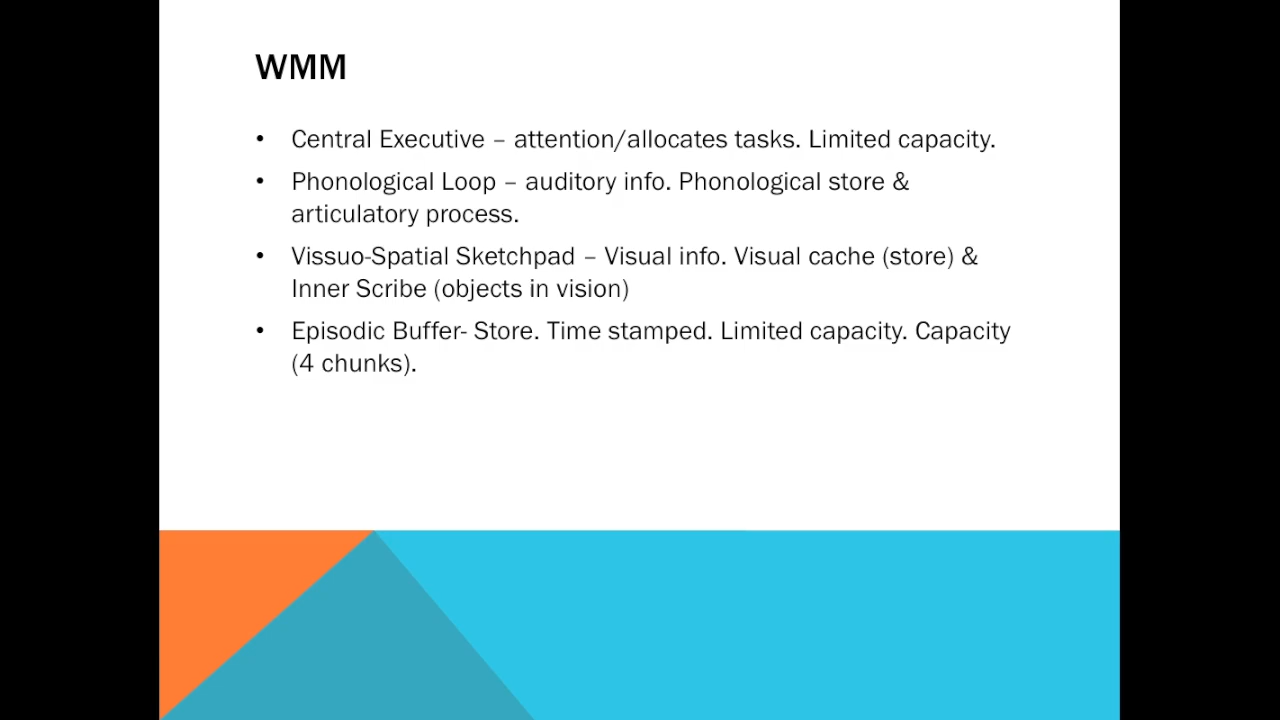 WMM
• Central Executive – attention/allocates tasks. Limited capacity.
• Phonological Loop – auditory info. Phonological store &
articulatory process.
• Vissuo-Spatial Sketchpad – Visual info. Visual cache (store) &
Inner Scribe (objects in vision)
• Episodic Buffer- Store. Time stamped. Limited capacity. Capacity
(4 chunks).